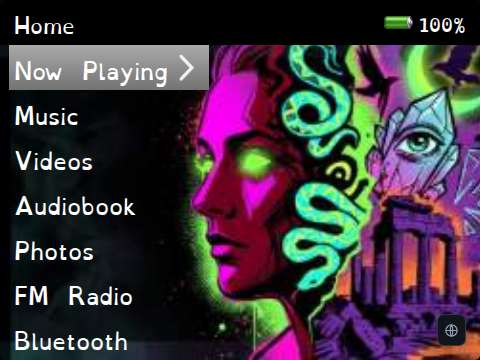 Home
100%
Now Playing
Music
Videos
Audiobook
Photos
FM Radio
Bluetooth